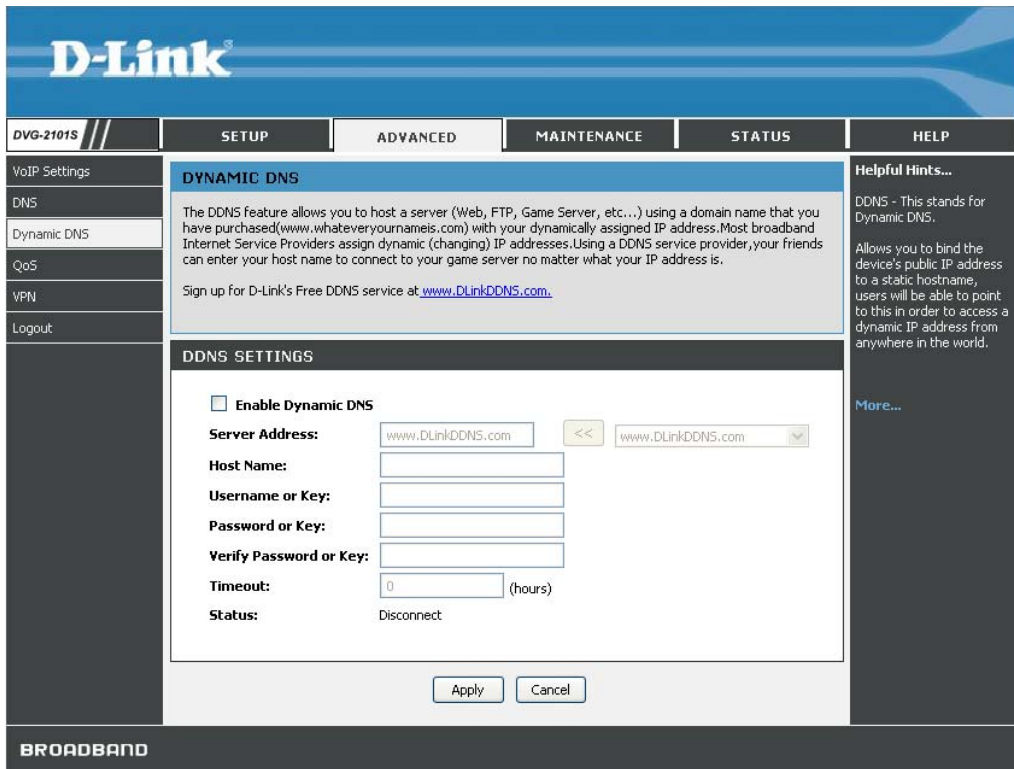 D-Link®
DVG-2101S
SETUP
ADVANCED
MAINTENANCE
STATUS
HELP
VoIP Settings
DNS
Dynamic DNS
QoS
VPN
Logout
DYNAMIC DNS
The DDNS feature allows you to host a server (Web, FTP, Game Server, etc...) using a domain name that you
have purchased(www.whateveryournameis.com) with your dynamically assigned IP address.Most broadband
Internet Service Providers assign dynamic (changing) IP addresses.Using a DDNS service provider,your friends
can enter your host name to connect to your game server no matter what your IP address is.
Sign up for D-Link's Free DDNS service at www.DLinkDDNS.com.
DDNS SETTINGS
Enable Dynamic DNS
Server Address: www.DLinkDDNS.com << www.DLinkDDNS.com
Host Name:
Username or Key:
Password or Key:
Verify Password or Key:
Timeout: 0 (hours)
Status: Disconnect
Apply Cancel
Helpful Hints...
DDNS - This stands for
Dynamic DNS.
Allows you to bind the
device's public IP address
to a static hostname,
users will be able to point
to this in order to access a
dynamic IP address from
anywhere in the world.
More...
BROADBAND